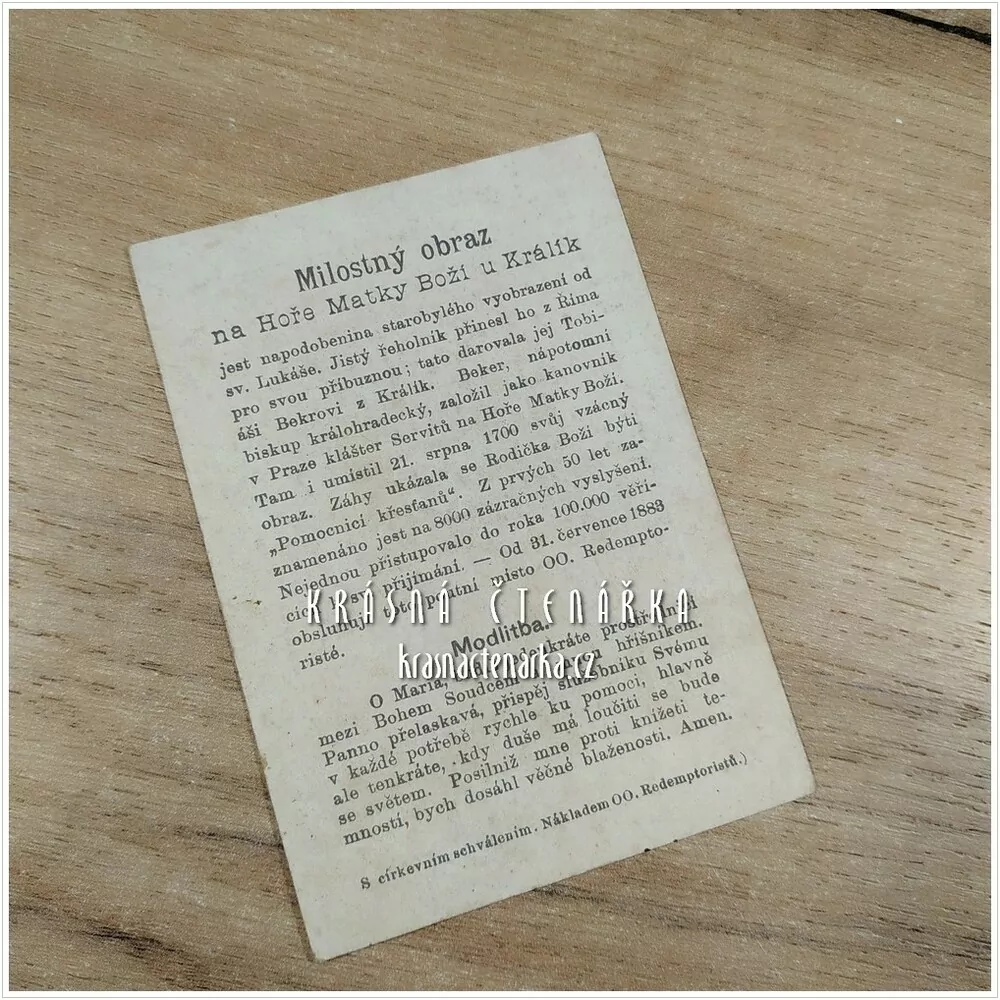 Milostný obraz
na Hoře Matky Boží u Králík
jest napodobenina starobylého vyobrazení od
sv. Lukáše. Jistý řeholník přinesl ho z Říma
pro svou příbuznou; tato darovala jej Tobi-
áši Bekrovi z Králík. Beker, nápotomní
biskup králohradecký, založil jako kanovník
v Praze klášter Servitů na Hoře Matky Boží.
Tam i umístil 21. srpna 1700 svůj vzácný
obraz. Záhy ukázala se Rodička Boží býti
„Pomocnicí křesťanů“. Z prvých 50 let za-
znamenáno jest na 8000 zázračných vyslyšení.
Nejednou přistupovalo do roka 100.000 věří-
cích k sv. přijímání. — Od 31. července 1883
obsluhují toto poutní místo OO. Redempto-
risté.
KRÁSNÁ ČTENÁŘKA
krasnactenarka.cz
Modlitba.
O Maria, prostřednicí
mezi Bohem Soudcem hříšníkem.
Panno přelaskavá, přispěj služebníku Svému
v každé potřebě rychle ku pomoci, hlavně
ale tenkráte, kdy duše má loučiti se bude
se světem. Posilniž mne proti knížeti te-
mností, bych dosáhl věčné blaženosti. Amen.
S církevním schválením. Nákladem OO. Redemptoristů.)